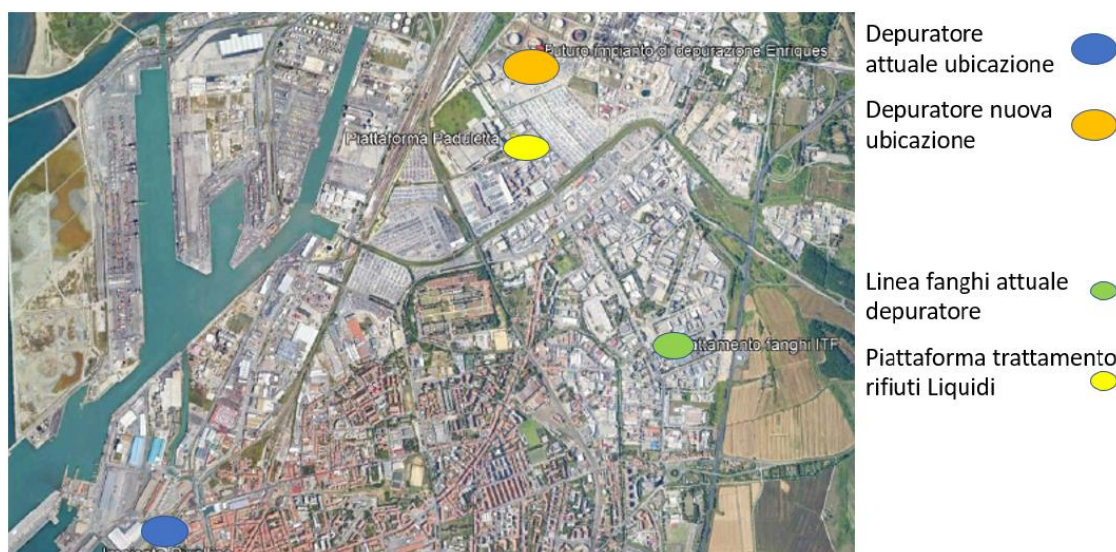 Futuro impianto di depurazione Enriques
Piattaforma Paduletta
attamento fanghi ITF
Depuratore
attuale ubicazione
Depuratore nuova
ubicazione
Linea fanghi attuale
depuratore
Piattaforma trattamento
rifiuti Liquidi